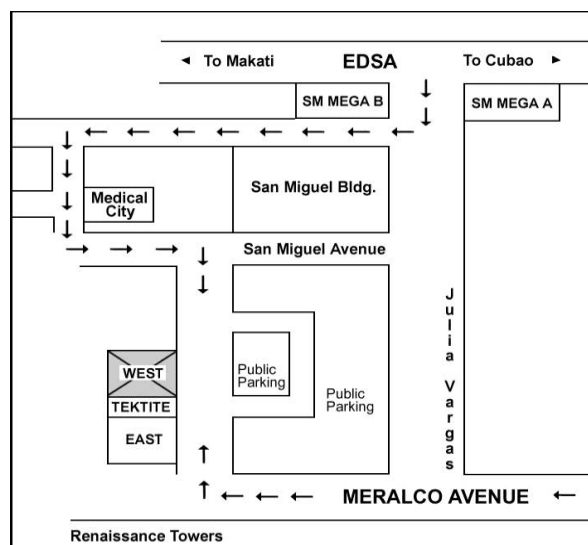 To Makati
EDSA
To Cubao
SM MEGA B
SM MEGA A
San Miguel Bldg.
Medical
City
San Miguel Avenue
Julia Vargas
WEST
TEKTITE
EAST
Public
Parking
Public
Parking
MERALCO AVENUE
Renaissance Towers